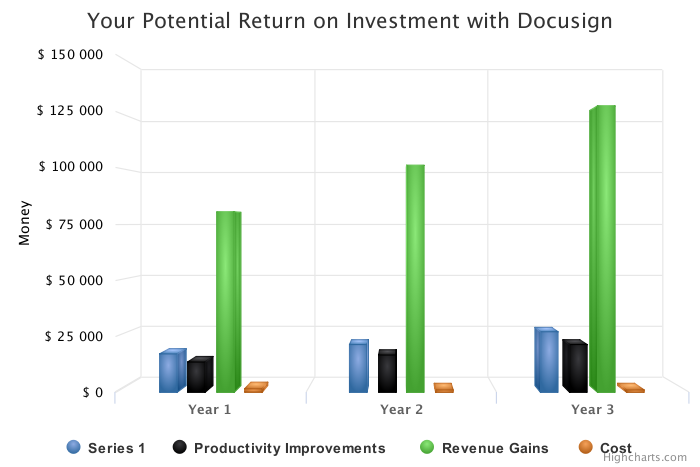 Your Potential Return on Investment with Docusign
$ 150 000
$ 125 000
$ 100 000
$ 75 000
$ 50 000
$ 25 000
$ 0
Money
Year 1 Year 2 Year 3
Series 1 Productivity Improvements Revenue Gains Cost
Highcharts.com